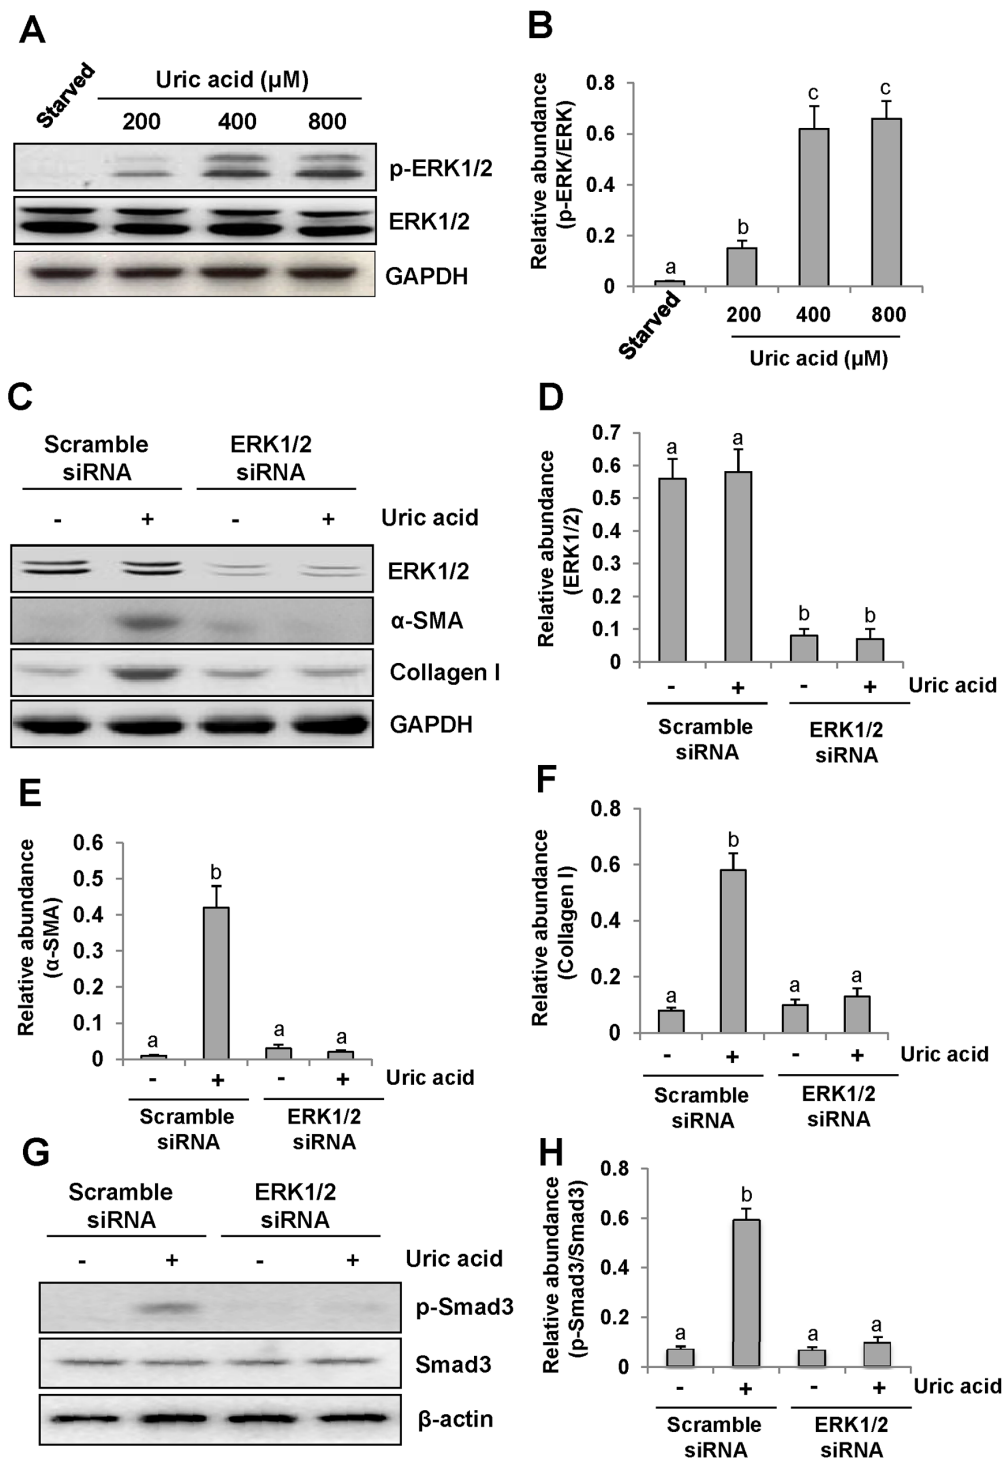 A
Starved
Uric acid (µM)
200 400 800
p-ERK1/2
ERK1/2
GAPDH
B
Relative abundance
(p-ERK/ERK)
0.8
0.6
0.4
0.2
0
a
b
c
c
Starved
200 400 800
Uric acid (µM)
C
Scramble
siRNA
ERK1/2
siRNA
- + - + Uric acid
ERK1/2
α-SMA
Collagen I
GAPDH
D
Relative abundance
(ERK1/2)
0.7
0.6
0.5
0.4
0.3
0.2
0.1
0
a
a
b
b
- + - + Uric acid
Scramble
siRNA
ERK1/2
siRNA
E
Relative abundance
(α-SMA)
0.6
0.5
0.4
0.3
0.2
0.1
0
a
b
a
a
- + - + Uric acid
Scramble
siRNA
ERK1/2
siRNA
F
Relative abundance
(Collagen I)
0.8
0.6
0.4
0.2
0
a
b
a
a
- + - + Uric acid
Scramble
siRNA
ERK1/2
siRNA
G
Scramble
siRNA
ERK1/2
siRNA
- + - + Uric acid
p-Smad3
Smad3
β-actin
H
Relative abundance
(p-Smad3/Smad3)
0.8
0.6
0.4
0.2
0
a
b
a
a
- + - + Uric acid
Scramble
siRNA
ERK1/2
siRNA